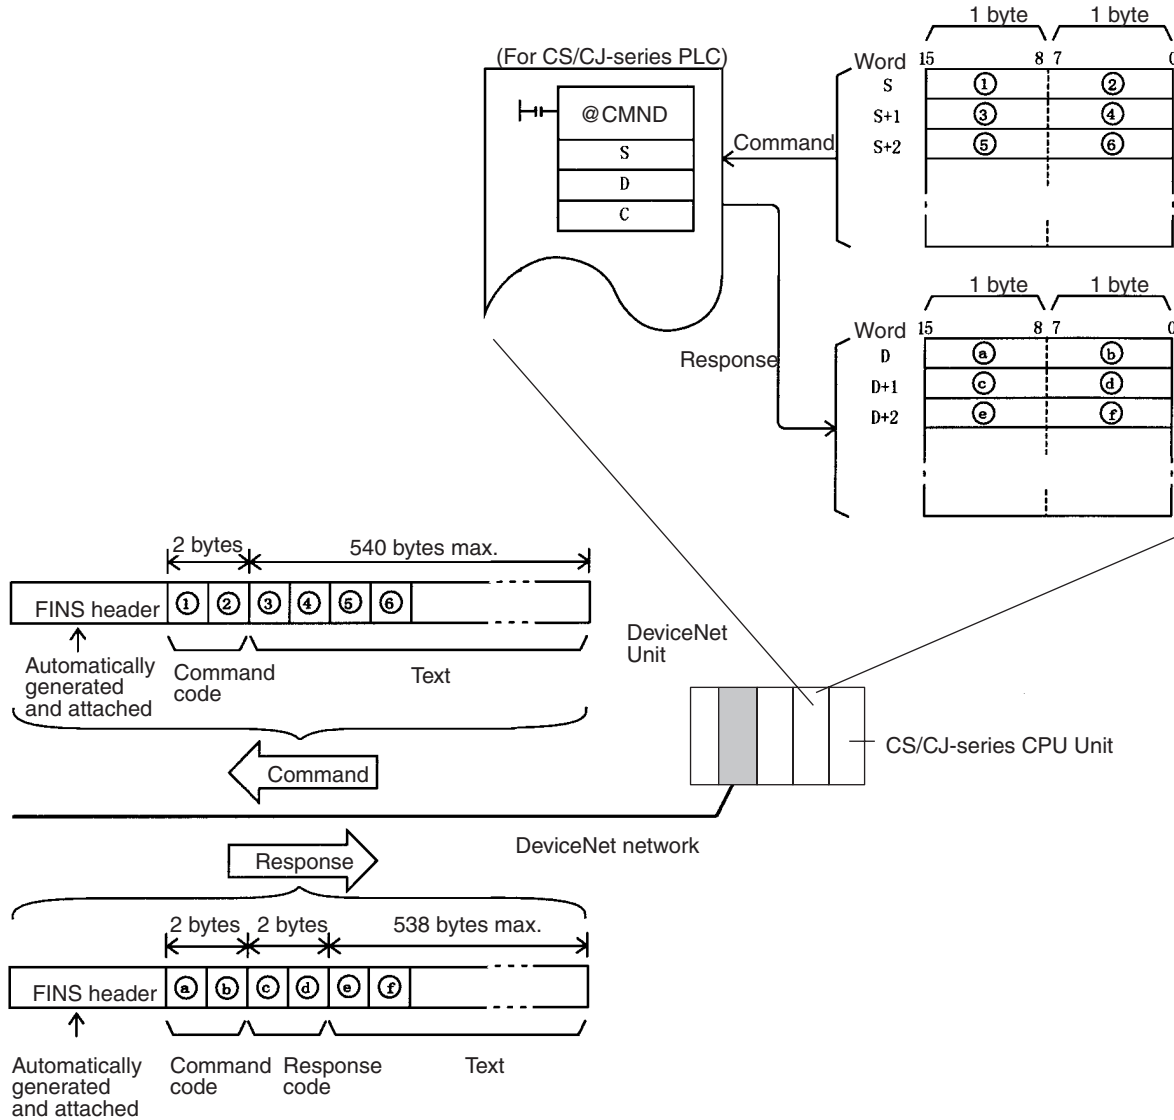 1 byte 1 byte
(For CS/CJ-series PLC)
Word 15 8 7 0
S ① ②
@CMND
S+1 ③ ④
Command
S+2 ⑤ ⑥
S
D
C
1 byte 1 byte
Word 15 8 7 0
Response
D ⓐ ⓑ
D+1 ⓒ ⓓ
D+2 ⓔ ⓕ
2 bytes 540 bytes max.
FINS header ① ② ③ ④ ⑤ ⑥
Automatically
generated
and attached
Command
code
Text
DeviceNet
Unit
CS/CJ-series CPU Unit
Command
DeviceNet network
Response
2 bytes 2 bytes 538 bytes max.
FINS header ⓐ ⓑ ⓒ ⓓ ⓔ ⓕ
Automatically
generated
and attached
Command
code
Response
code
Text